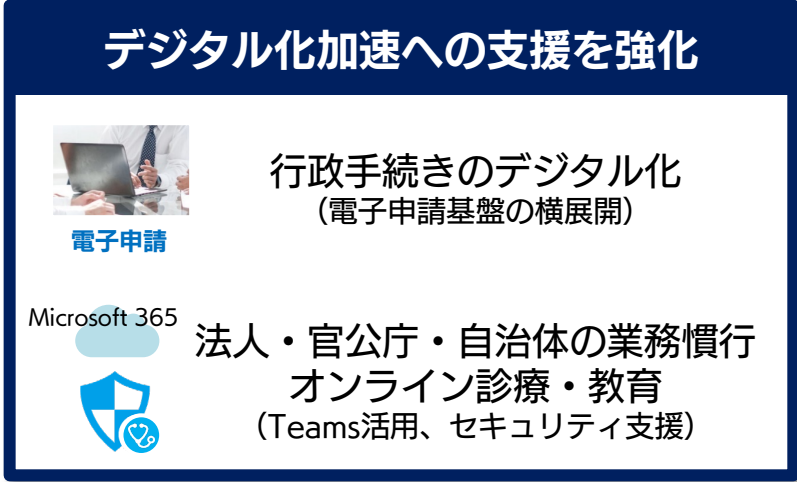 デジタル化加速への支援を強化
行政手続きのデジタル化
（電子申請基盤の横展開）
電子申請
Microsoft 365
法人・官公庁・自治体の業務慣行
オンライン診療・教育
（Teams活用、セキュリティ支援）